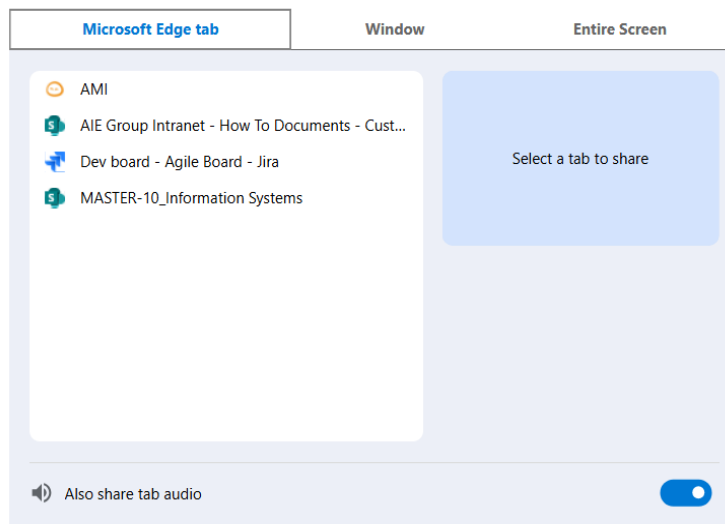 Microsoft Edge tab
Window
Entire Screen
AMI
AIE Group Intranet - How To Documents - Cust...
Select a tab to share
Dev board - Agile Board - Jira
MASTER-10_Information Systems
Also share tab audio